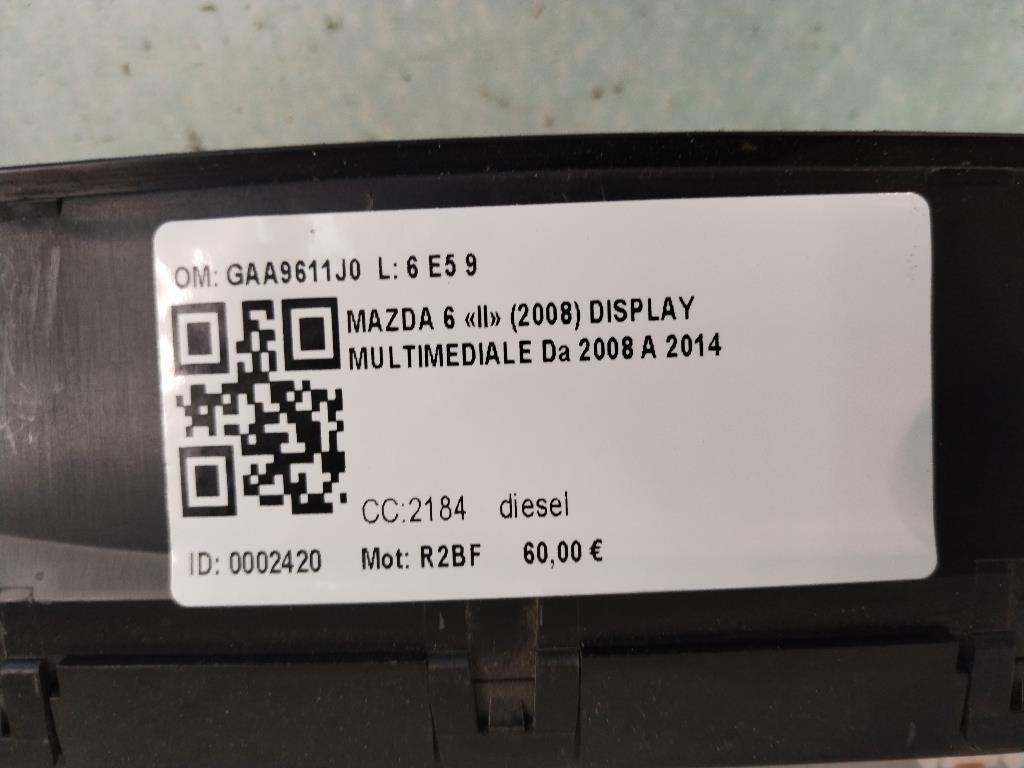 OM: GAA9611J0 L: 6 E5 9
MAZDA 6 «II» (2008) DISPLAY
MULTIMEDIALE Da 2008 A 2014
CC:2184 diesel
ID: 0002420 Mot: R2BF 60,00 €